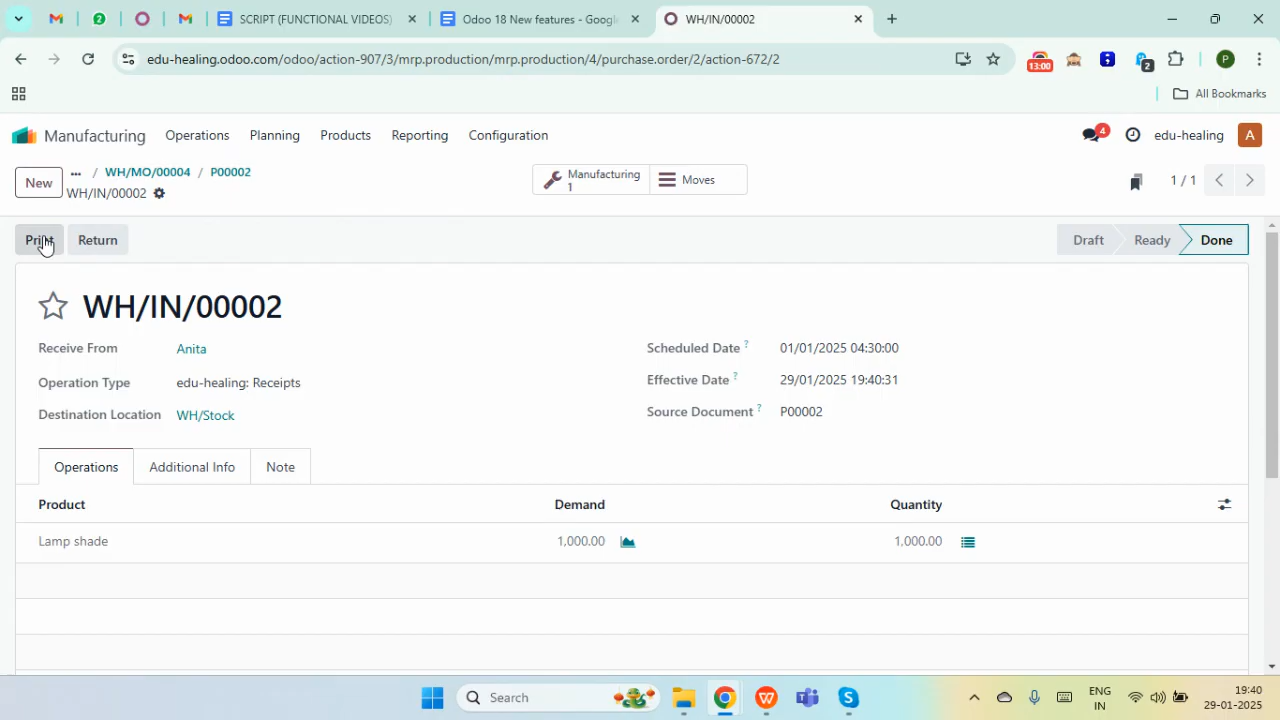 2
SCRIPT (FUNCTIONAL VIDEOS)
Odoo 18 New features - Google
WH/IN/00002
edu-healing.odoo.com/odoo/action-907/3/mrp.production/mrp.production/4/purchase.order/2/action-672/2
13:00
2
P
All Bookmarks
Manufacturing
Operations
Planning
Products
Reporting
Configuration
4
edu-healing
A
New
... / WH/MO/00004 / P00002
WH/IN/00002
Manufacturing
1
Moves
1 / 1
Print
Return
Draft
Ready
Done
WH/IN/00002
Receive From
Anita
Scheduled Date ?
01/01/2025 04:30:00
Operation Type
edu-healing: Receipts
Effective Date ?
29/01/2025 19:40:31
Destination Location
WH/Stock
Source Document ?
P00002
Operations
Additional Info
Note
Product
Demand
Quantity
Lamp shade
1,000.00
1,000.00
Search
ENG
IN
19:40
29-01-2025